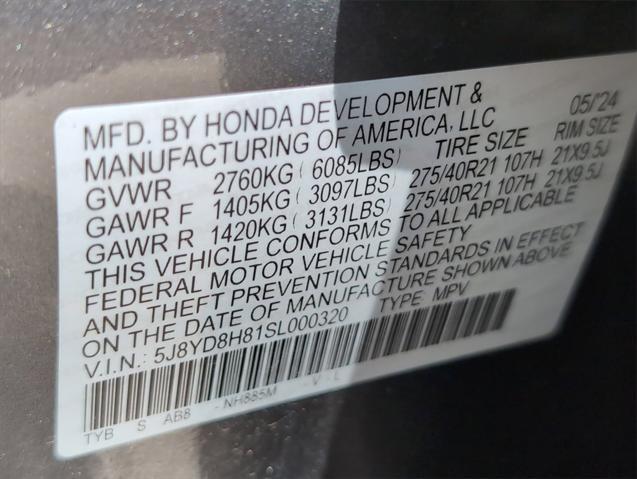 MFD. BY HONDA DEVELOPMENT & 05/'24
MANUFACTURING OF AMERICA, LLC
GVWR 2760KG ( 6085LBS) TIRE SIZE RIM SIZE
GAWR F 1405KG ( 3097LBS) 275/40R21 107H 21X9.5J
GAWR R 1420KG ( 3131LBS) 275/40R21 107H 21X9.5J
THIS VEHICLE CONFORMS TO ALL APPLICABLE
FEDERAL MOTOR VEHICLE SAFETY
AND THEFT PREVENTION STANDARDS IN EFFECT
ON THE DATE OF MANUFACTURE SHOWN ABOVE
V.I.N.: 5J8YD8H81SL000320 TYPE MPV
TYB S AB8 - NH885M - V - L